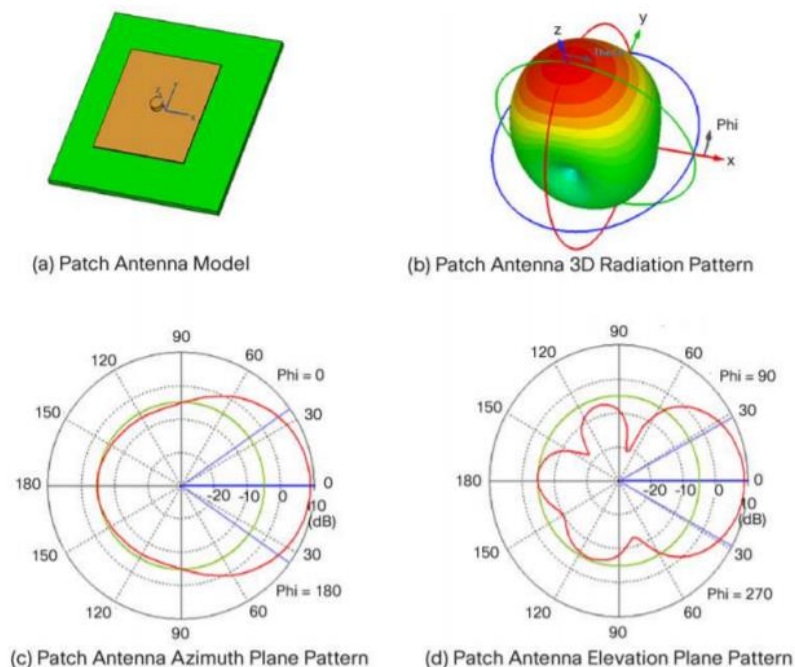 z
y
Phi
x
(a) Patch Antenna Model
(b) Patch Antenna 3D Radiation Pattern
90
120
60
Phi = 0
150
30
180
-20 -10 0
0
10
(dB)
150
30
Phi = 180
120
60
90
(c) Patch Antenna Azimuth Plane Pattern
90
120
60
Phi = 90
150
30
180
-20 -10 0
0
10
(dB)
150
30
Phi = 270
120
60
90
(d) Patch Antenna Elevation Plane Pattern